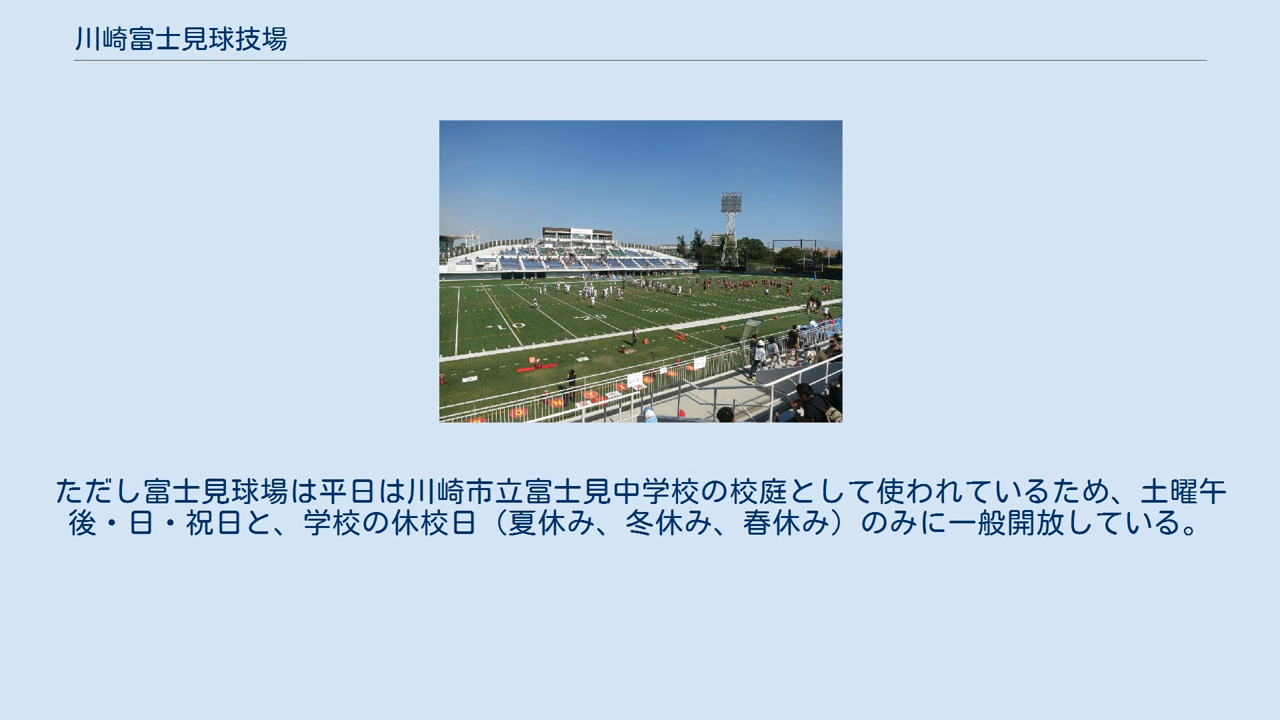 川崎富士見球技場
ただし富士見球場は平日は川崎市立富士見中学校の校庭として使われているため、土曜午
後・日・祝日と、学校の休校日（夏休み、冬休み、春休み）のみに一般開放している。